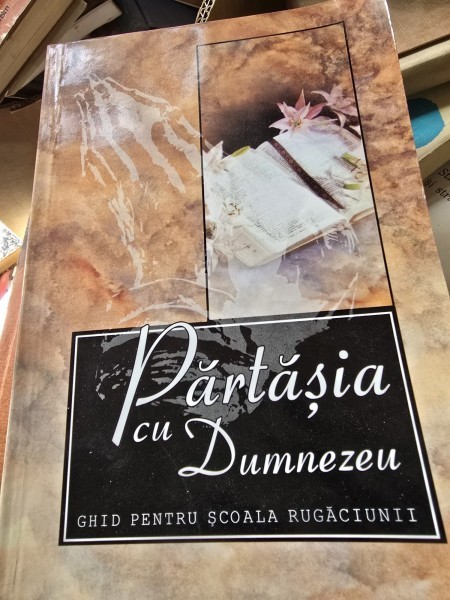 Părtășia
cu Dumnezeu
GHID PENTRU ȘCOALA RUGĂCIUNII